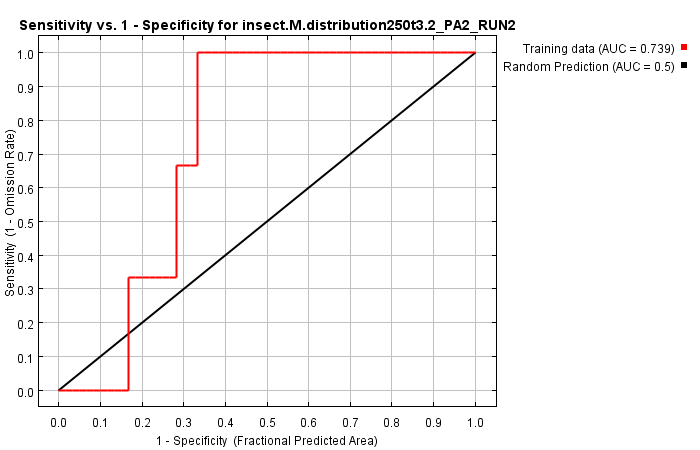 Sensitivity vs. 1 - Specificity for insect.M.distribution250t3.2_PA2_RUN2
Training data (AUC = 0.739)
Random Prediction (AUC = 0.5)
Sensitivity (1 - Omission Rate)
1.0
0.9
0.8
0.7
0.6
0.5
0.4
0.3
0.2
0.1
0.0
0.0 0.1 0.2 0.3 0.4 0.5 0.6 0.7 0.8 0.9 1.0
1 - Specificity (Fractional Predicted Area)